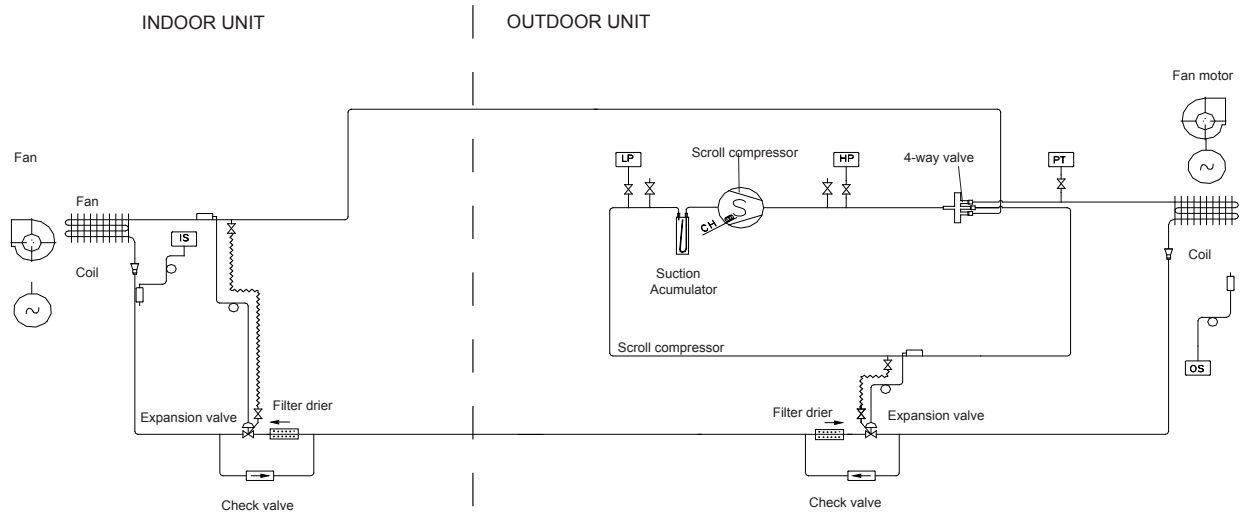 INDOOR UNIT
OUTDOOR UNIT
Fan motor
Fan
LP
Scroll compressor
HP
4-way valve
PT
Fan
S
CH
IS
Coil
Suction
Acumulator
Coil
Scroll compressor
OS
Expansion valve
Filter drier
Filter drier
Expansion valve
Check valve
Check valve